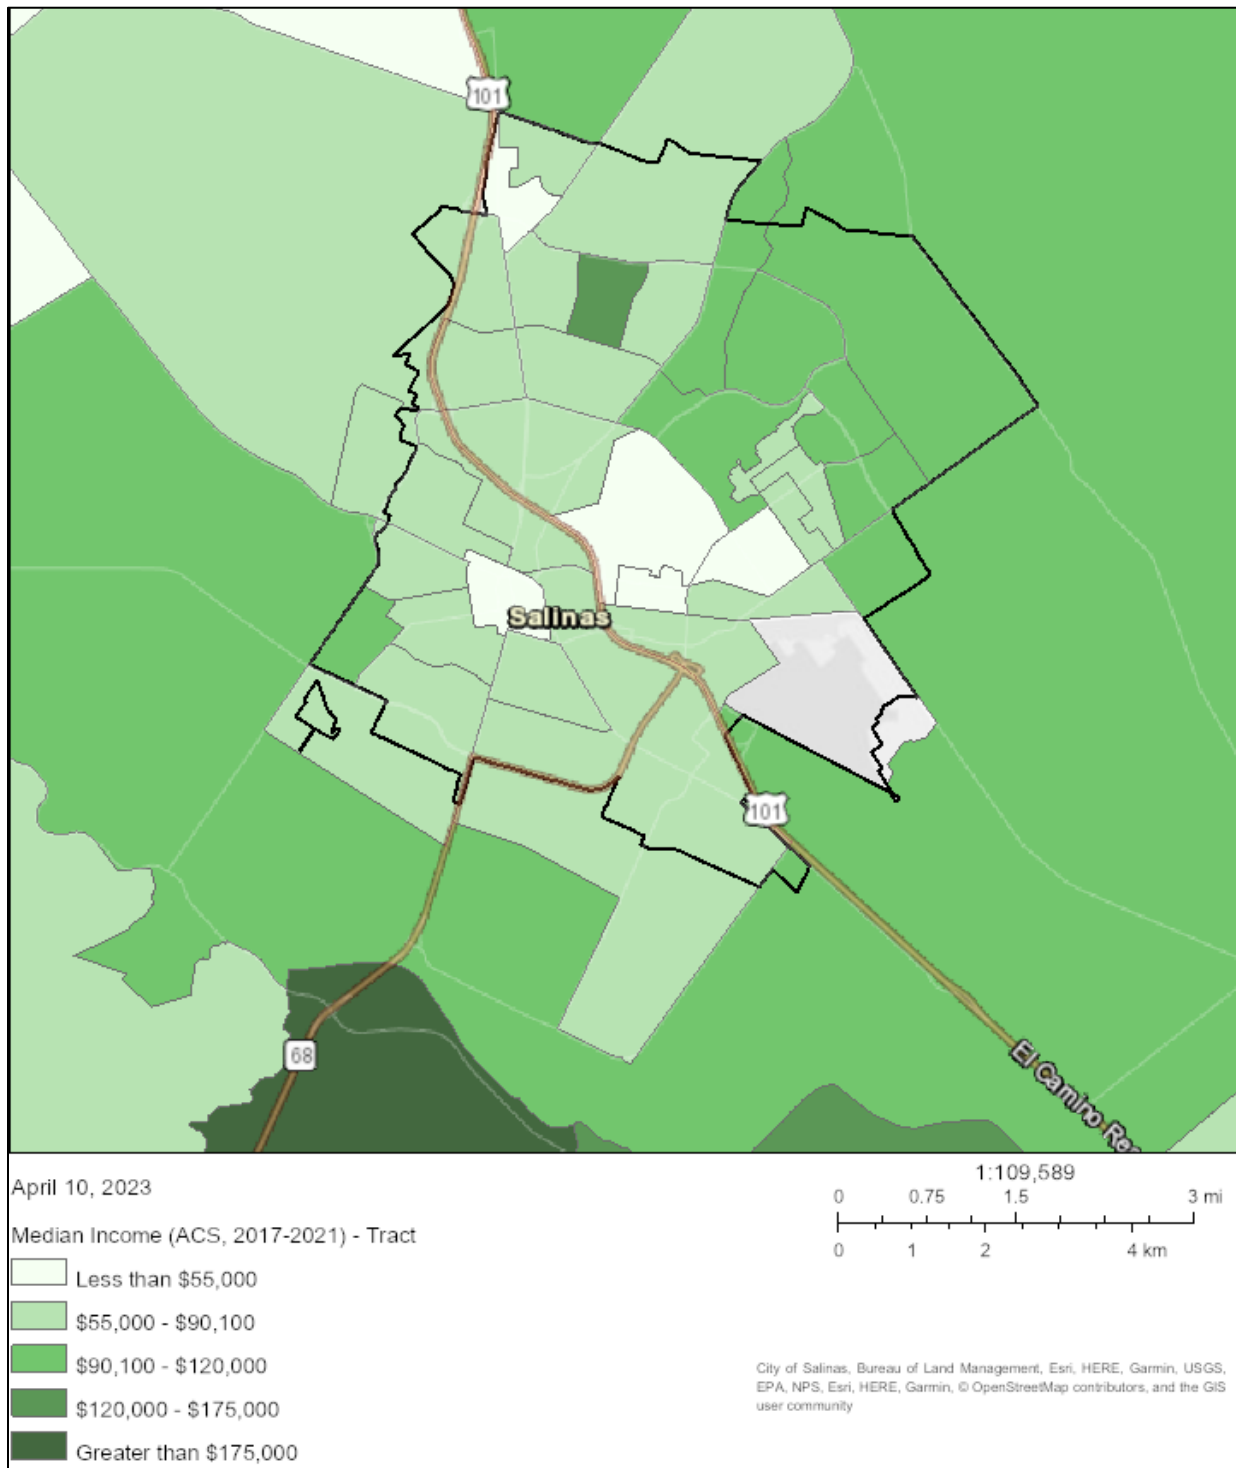 101
Salinas
101
68
El Camino Rea
April 10, 2023
1:109,589
0 0.75 1.5 3 mi
0 1 2 4 km
Median Income (ACS, 2017-2021) - Tract
Less than $55,000
$55,000 - $90,100
$90,100 - $120,000
$120,000 - $175,000
Greater than $175,000
City of Salinas, Bureau of Land Management, Esri, HERE, Garmin, USGS,
EPA, NPS, Esri, HERE, Garmin, © OpenStreetMap contributors, and the GIS
user community